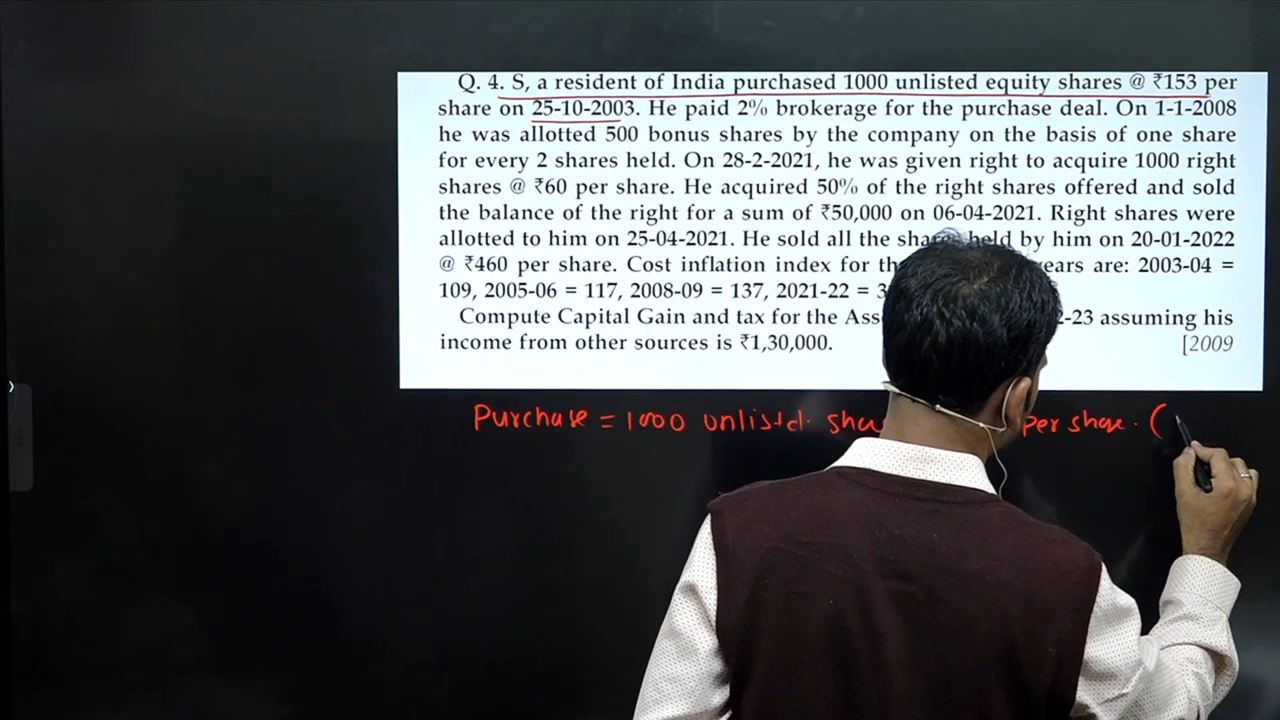 Q. 4. S, a resident of India purchased 1000 unlisted equity shares @ ₹153 per
share on 25-10-2003. He paid 2% brokerage for the purchase deal. On 1-1-2008
he was allotted 500 bonus shares by the company on the basis of one share
for every 2 shares held. On 28-2-2021, he was given right to acquire 1000 right
shares @ ₹60 per share. He acquired 50% of the right shares offered and sold
the balance of the right for a sum of ₹50,000 on 06-04-2021. Right shares were
allotted to him on 25-04-2021. He sold all the shares held by him on 20-01-2022
@ ₹460 per share. Cost inflation index for years are: 2003-04 =
109, 2005-06 = 117, 2008-09 = 137, 2021-22 =
Compute Capital Gain and tax for the assuming his
income from other sources is ₹1,30,000. [2009
Purchase = 1000 unlistd. per share. (